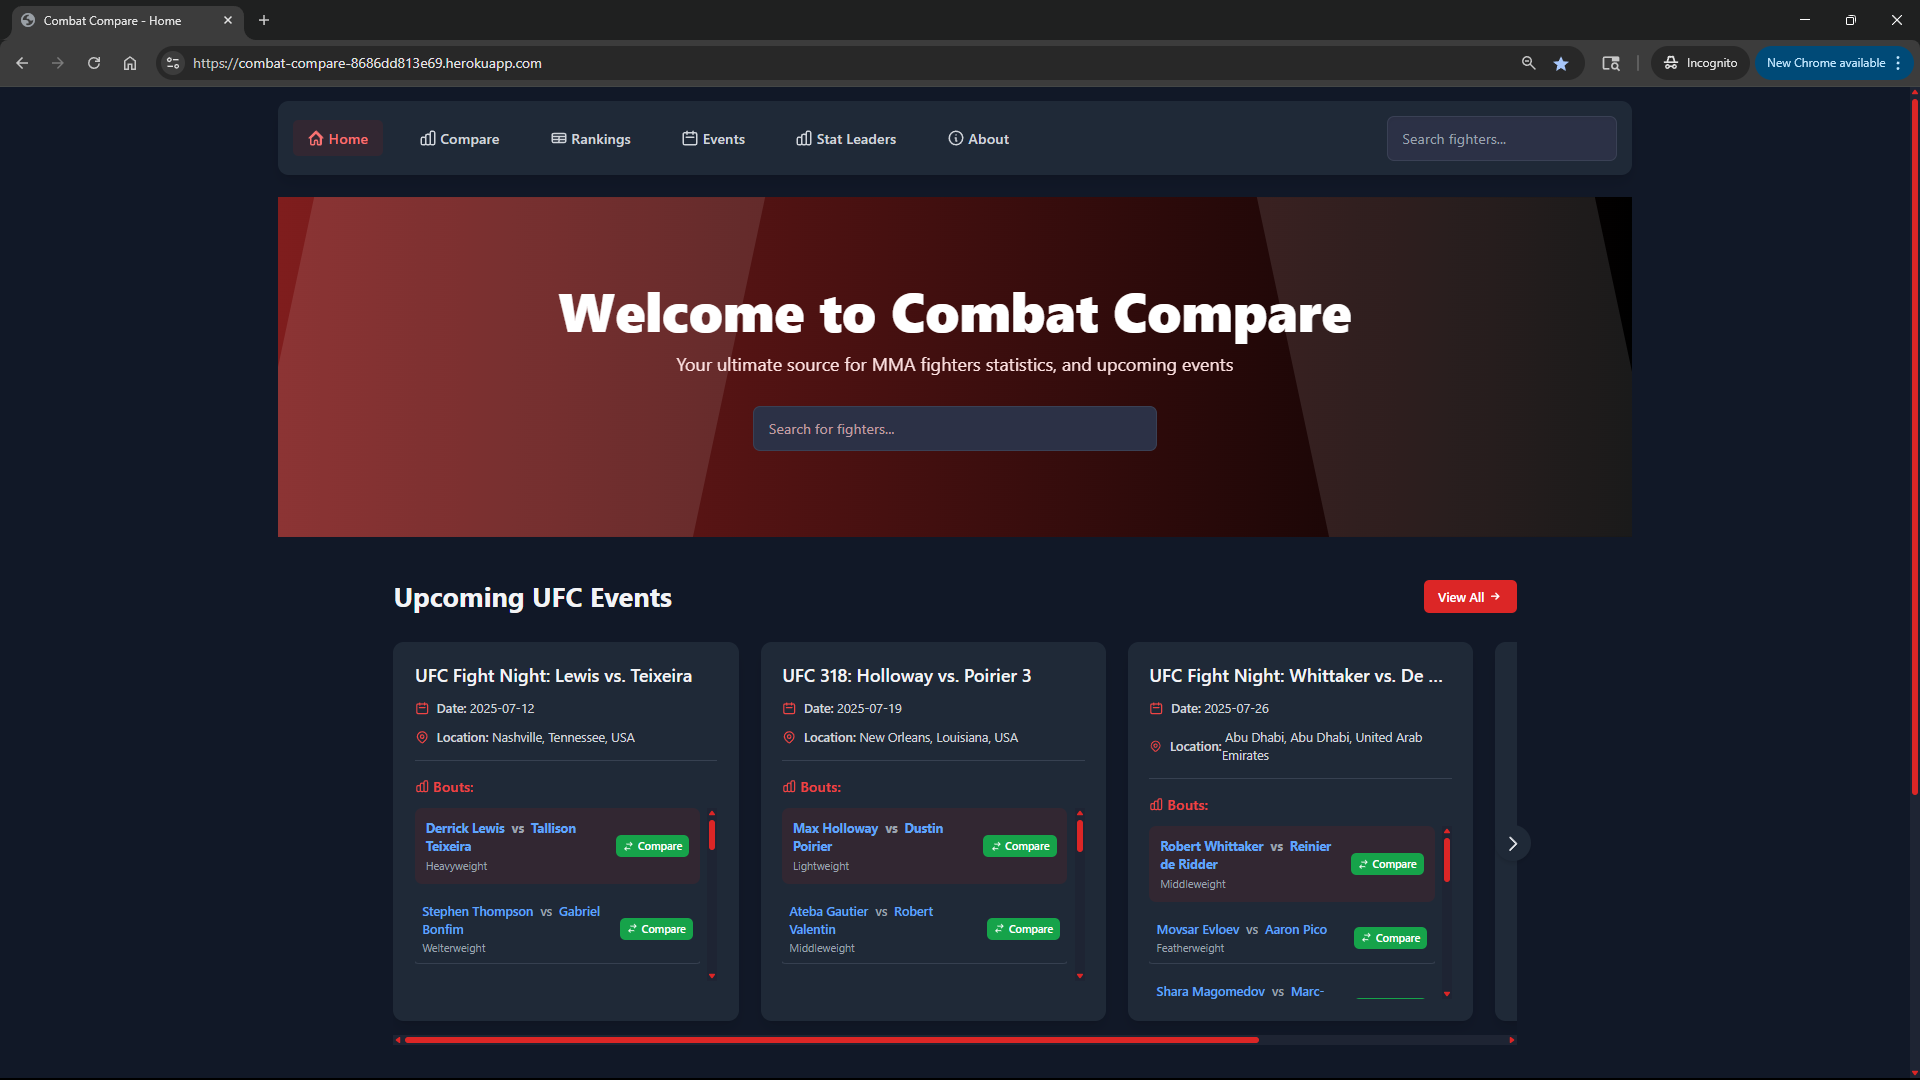 Combat Compare - Home
https://combat-compare-8686dd813e69.herokuapp.com
Incognito
New Chrome available
Home
Compare
Rankings
Events
Stat Leaders
About
Search fighters...
Welcome to Combat Compare
Your ultimate source for MMA fighters statistics, and upcoming events
Search for fighters...
Upcoming UFC Events
View All
UFC Fight Night: Lewis vs. Teixeira
Date: 2025-07-12
Location: Nashville, Tennessee, USA
Bouts:
Derrick Lewis vs Tallison
Teixeira
Heavyweight
Compare
Stephen Thompson vs Gabriel
Bonfim
Welterweight
Compare
UFC 318: Holloway vs. Poirier 3
Date: 2025-07-19
Location: New Orleans, Louisiana, USA
Bouts:
Max Holloway vs Dustin
Poirier
Lightweight
Compare
Ateba Gautier vs Robert
Valentin
Middleweight
Compare
UFC Fight Night: Whittaker vs. De ...
Date: 2025-07-26
Location: Abu Dhabi, Abu Dhabi, United Arab
Emirates
Bouts:
Robert Whittaker vs Reinier
de Ridder
Middleweight
Compare
Movsar Evloev vs Aaron Pico
Featherweight
Compare
Shara Magomedov vs Marc-